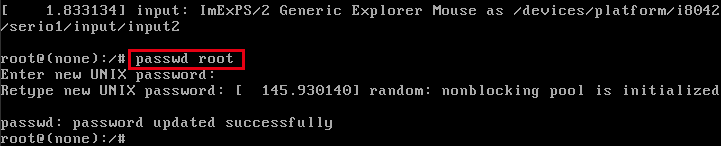 [    1.833134] input: ImExPS/2 Generic Explorer Mouse as /devices/platform/i8042
/serio1/input/input2
root@(none):/# passwd root
Enter new UNIX password:
Retype new UNIX password: [  145.930140] random: nonblocking pool is initialized
passwd: password updated successfully
root@(none):/#